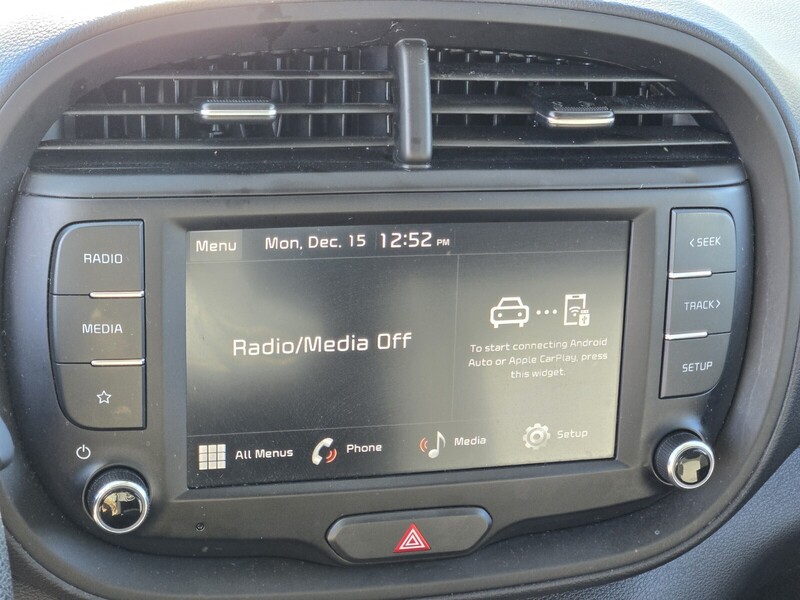 RADIO
MEDIA
Menu
Mon, Dec. 15 12:52 PM
Radio/Media Off
To start connecting Android
Auto or Apple CarPlay, press
this widget.
All Menus
Phone
Media
Setup
< SEEK
TRACK >
SETUP